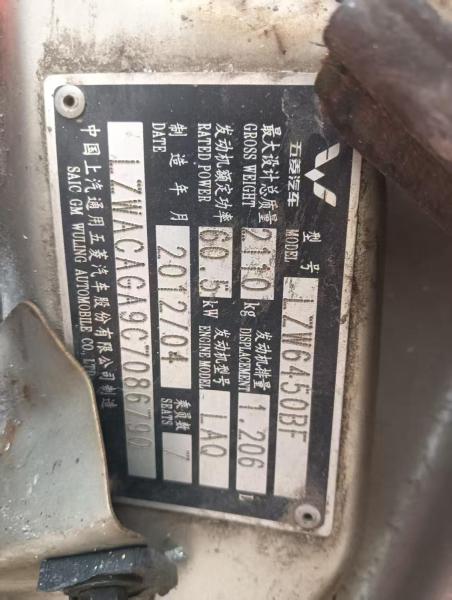 五菱汽车
型号 MODEL LZW6450BF
最大设计总质量 GROSS WEIGHT 2110 kg 发动机排量 DISPLACEMENT 1.206 L
发动机额定功率 RATED POWER 60.5 kW 发动机型号 ENGINE MODEL LAQ
制造年月 DATE 2012/04 乘员数 SEATS 7
LZWACAGA9C7086790
中国上汽通用五菱汽车股份有限公司制造
SAIC GM WULING AUTOMOBILE CO., LTD